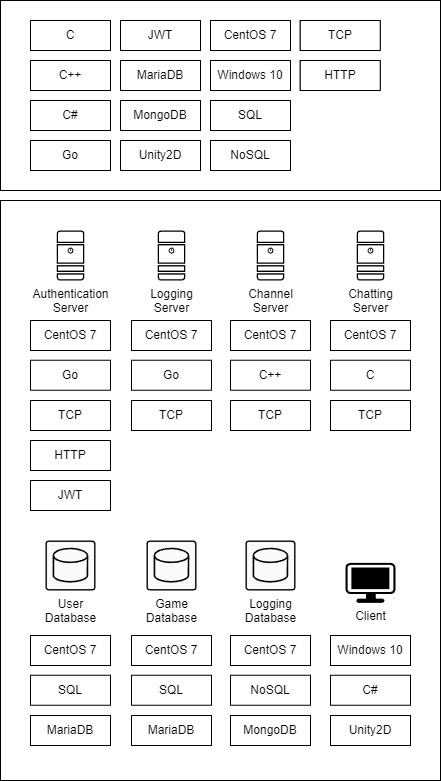 C JWT CentOS 7 TCP
C++ MariaDB Windows 10 HTTP
C# MongoDB SQL
Go Unity2D NoSQL
Authentication Server
Logging Server
Channel Server
Chatting Server
CentOS 7 CentOS 7 CentOS 7 CentOS 7
Go Go C++ C
TCP TCP TCP TCP
HTTP
JWT
User Database
Game Database
Logging Database
Client
CentOS 7 CentOS 7 CentOS 7 Windows 10
SQL SQL NoSQL C#
MariaDB MariaDB MongoDB Unity2D